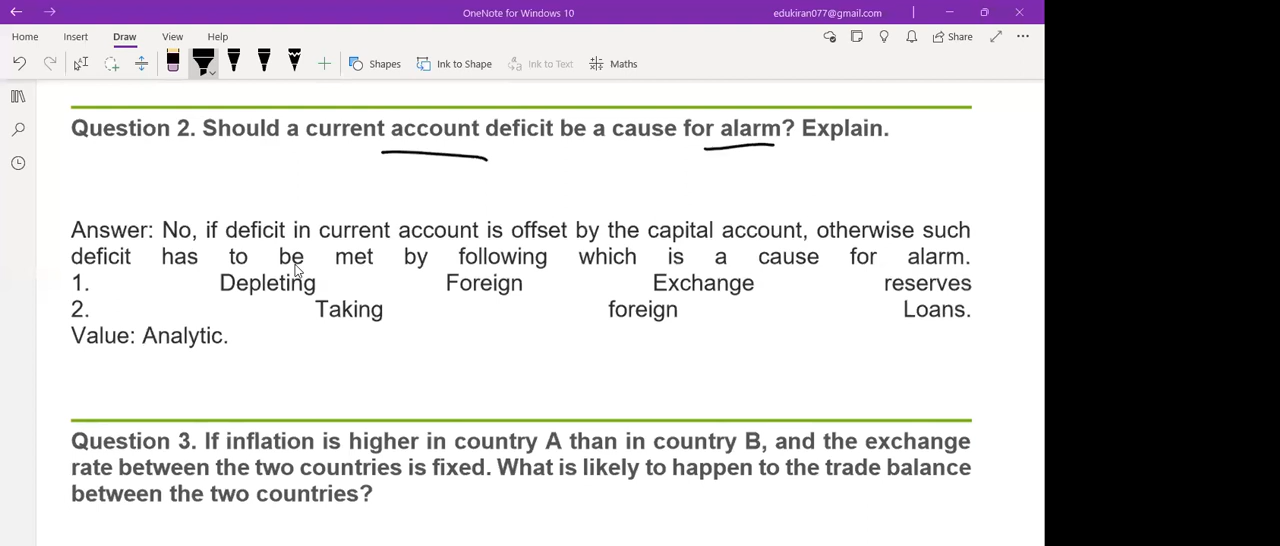 OneNote for Windows 10
edukiran077@gmail.com
Home Insert Draw View Help
Share
Shapes Ink to Shape Ink to Text Maths
Question 2. Should a current account deficit be a cause for alarm? Explain.
Answer: No, if deficit in current account is offset by the capital account, otherwise such
deficit has to be met by following which is a cause for alarm.
1. Depleting Foreign Exchange reserves
2. Taking foreign Loans.
Value: Analytic.
Question 3. If inflation is higher in country A than in country B, and the exchange
rate between the two countries is fixed. What is likely to happen to the trade balance
between the two countries?